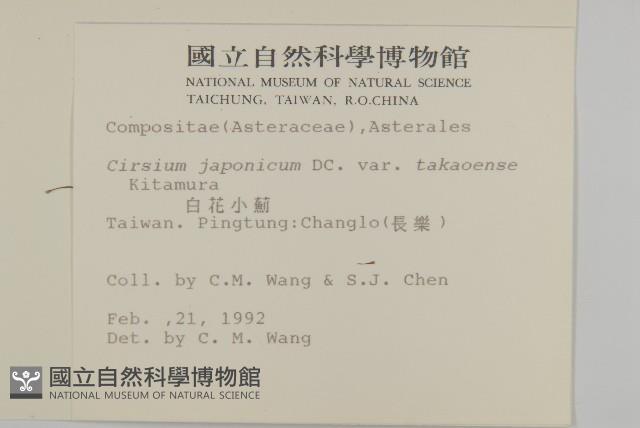 國立自然科學博物館
NATIONAL MUSEUM OF NATURAL SCIENCE
TAICHUNG, TAIWAN, R.O.CHINA
Compositae(Asteraceae),Asterales
Cirsium japonicum DC. var. takaoense
Kitamura
白花小薊
Taiwan. Pingtung:Changlo(長樂)
Coll. by C.M. Wang & S.J. Chen
Feb. ,21, 1992
Det. by C. M. Wang
國立自然科學博物館
NATIONAL MUSEUM OF NATURAL SCIENCE